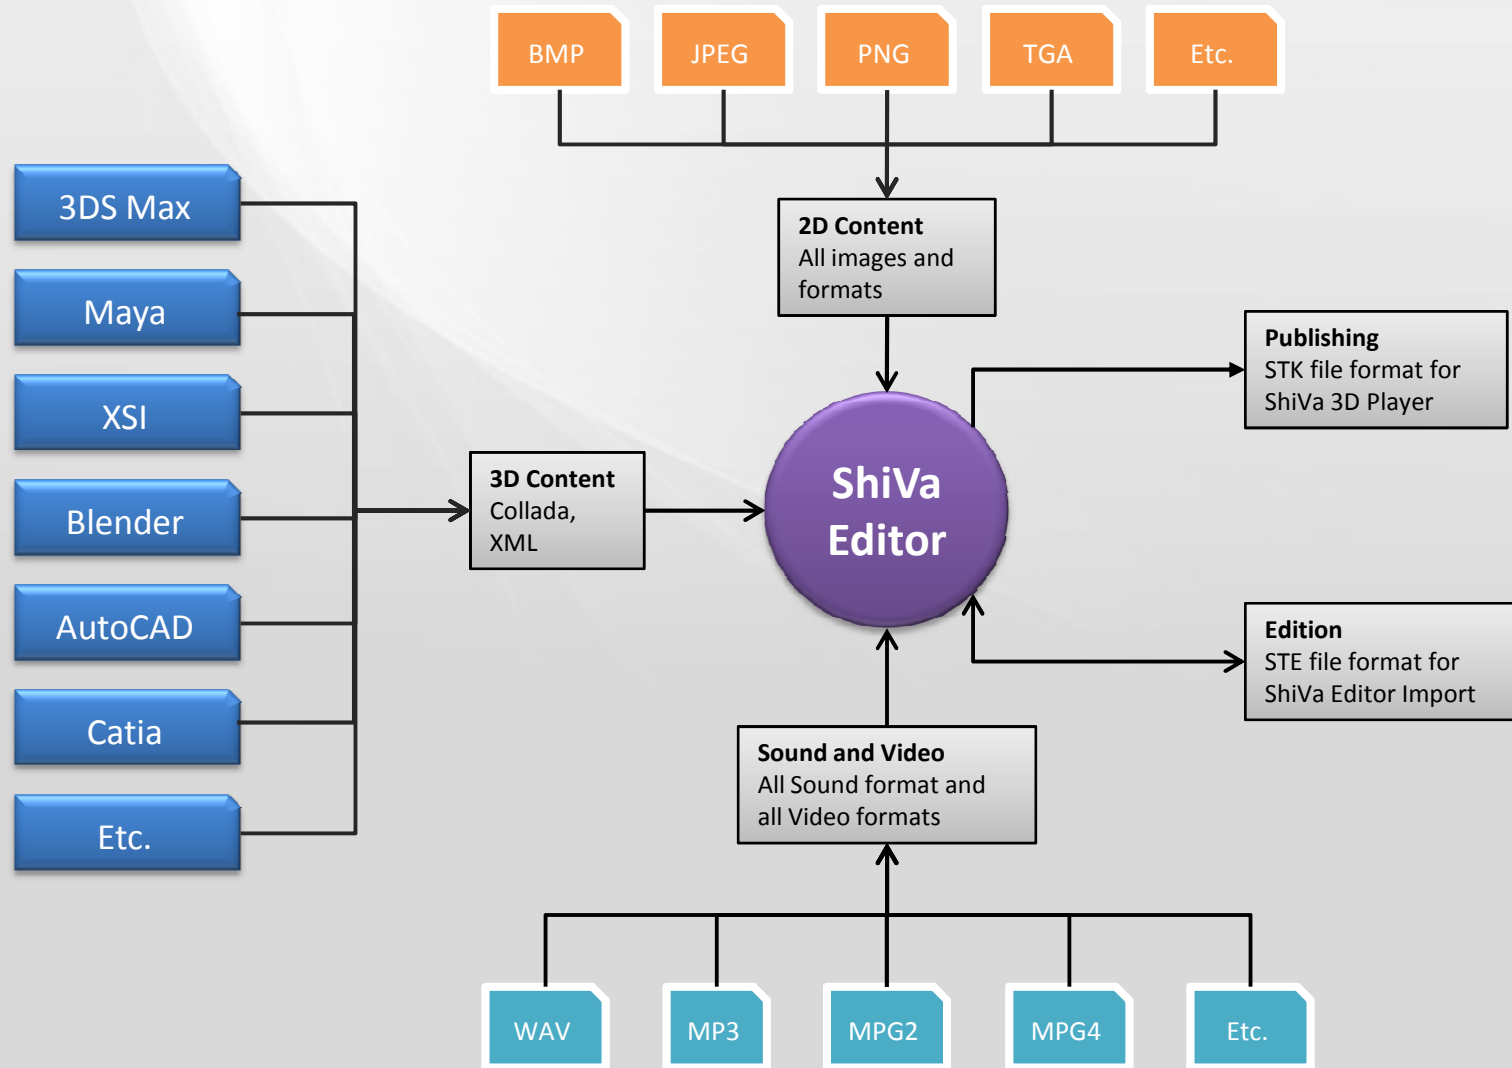 BMP
JPEG
PNG
TGA
Etc.
3DS Max
Maya
XSI
Blender
AutoCAD
Catia
Etc.
2D Content
All images and
formats
3D Content
Collada,
XML
ShiVa
Editor
Publishing
STK file format for
ShiVa 3D Player
Edition
STE file format for
ShiVa Editor Import
Sound and Video
All Sound format and
all Video formats
WAV
MP3
MPG2
MPG4
Etc.